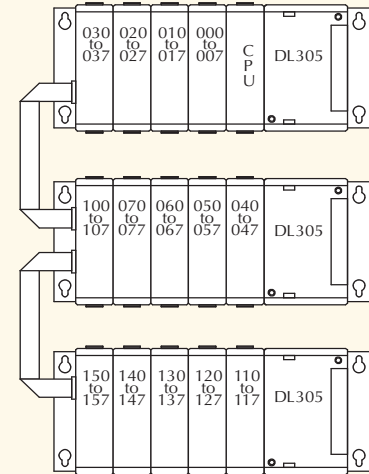 030 to 037
020 to 027
010 to 017
000 to 007
CPU
DL305
100 to 107
070 to 077
060 to 067
050 to 057
040 to 047
DL305
150 to 157
140 to 147
130 to 137
120 to 127
110 to 117
DL305